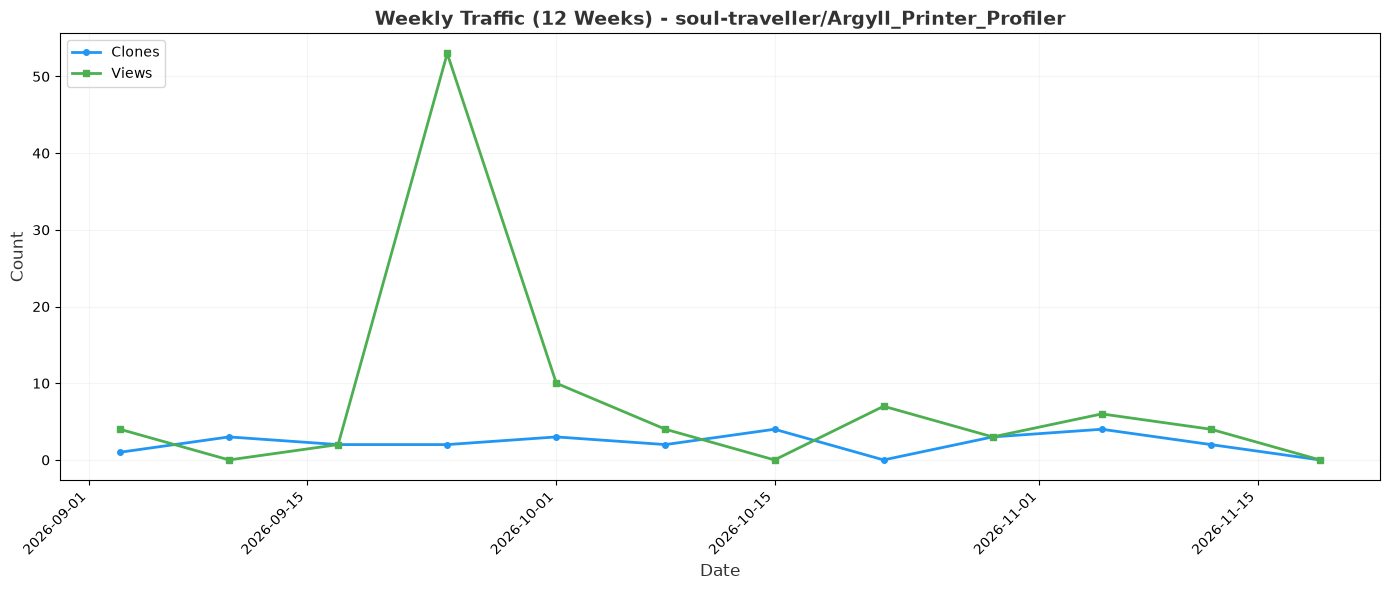 Weekly Traffic (12 Weeks) - soul-traveller/Argyll_Printer_Profiler
Clones
Views
50
40
30
20
10
0
Count
2026-09-01
2026-09-15
2026-10-01
2026-10-15
2026-11-01
2026-11-15
Date